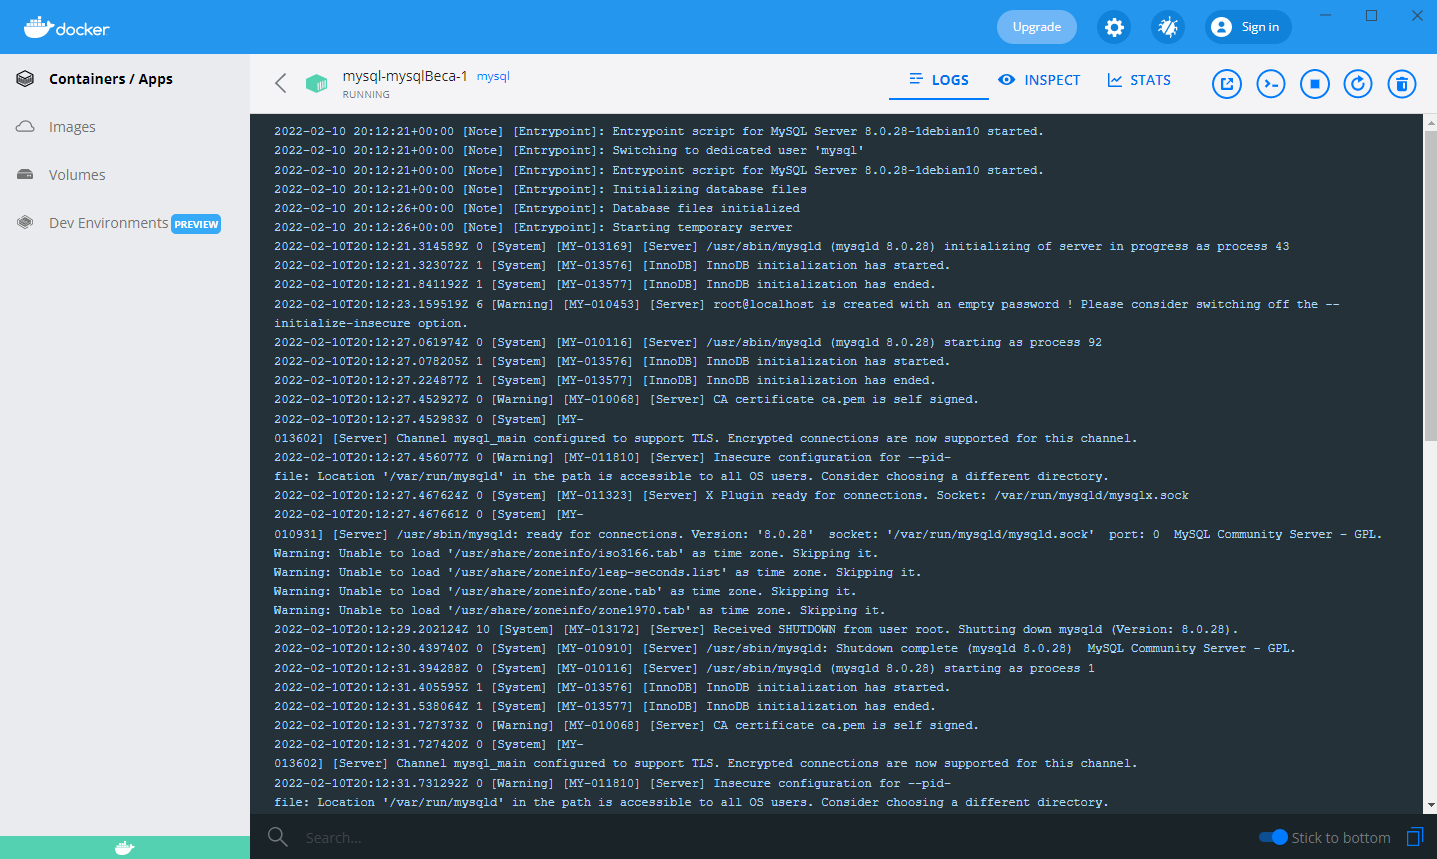 docker
Upgrade
Sign in
Containers / Apps
Images
Volumes
Dev Environments PREVIEW
mysql-mysqlBeca-1 mysql
RUNNING
LOGS
INSPECT
STATS
2022-02-10 20:12:21+00:00 [Note] [Entrypoint]: Entrypoint script for MySQL Server 8.0.28-1debian10 started.
2022-02-10 20:12:21+00:00 [Note] [Entrypoint]: Switching to dedicated user 'mysql'
2022-02-10 20:12:21+00:00 [Note] [Entrypoint]: Entrypoint script for MySQL Server 8.0.28-1debian10 started.
2022-02-10 20:12:21+00:00 [Note] [Entrypoint]: Initializing database files
2022-02-10 20:12:26+00:00 [Note] [Entrypoint]: Database files initialized
2022-02-10 20:12:26+00:00 [Note] [Entrypoint]: Starting temporary server
2022-02-10T20:12:21.314589Z 0 [System] [MY-013169] [Server] /usr/sbin/mysqld (mysqld 8.0.28) initializing of server in progress as process 43
2022-02-10T20:12:21.323072Z 1 [System] [MY-013576] [InnoDB] InnoDB initialization has started.
2022-02-10T20:12:21.841192Z 1 [System] [MY-013577] [InnoDB] InnoDB initialization has ended.
2022-02-10T20:12:23.159519Z 6 [Warning] [MY-010453] [Server] root@localhost is created with an empty password ! Please consider switching off the --
initialize-insecure option.
2022-02-10T20:12:27.061974Z 0 [System] [MY-010116] [Server] /usr/sbin/mysqld (mysqld 8.0.28) starting as process 92
2022-02-10T20:12:27.078205Z 1 [System] [MY-013576] [InnoDB] InnoDB initialization has started.
2022-02-10T20:12:27.224877Z 1 [System] [MY-013577] [InnoDB] InnoDB initialization has ended.
2022-02-10T20:12:27.452927Z 0 [Warning] [MY-010068] [Server] CA certificate ca.pem is self signed.
2022-02-10T20:12:27.452983Z 0 [System] [MY-
013602] [Server] Channel mysql_main configured to support TLS. Encrypted connections are now supported for this channel.
2022-02-10T20:12:27.456077Z 0 [Warning] [MY-011810] [Server] Insecure configuration for --pid-
file: Location '/var/run/mysqld' in the path is accessible to all OS users. Consider choosing a different directory.
2022-02-10T20:12:27.467624Z 0 [System] [MY-011323] [Server] X Plugin ready for connections. Socket: /var/run/mysqld/mysqlx.sock
2022-02-10T20:12:27.467661Z 0 [System] [MY-
010931] [Server] /usr/sbin/mysqld: ready for connections. Version: '8.0.28'  socket: '/var/run/mysqld/mysqld.sock'  port: 0  MySQL Community Server - GPL.
Warning: Unable to load '/usr/share/zoneinfo/iso3166.tab' as time zone. Skipping it.
Warning: Unable to load '/usr/share/zoneinfo/leap-seconds.list' as time zone. Skipping it.
Warning: Unable to load '/usr/share/zoneinfo/zone.tab' as time zone. Skipping it.
Warning: Unable to load '/usr/share/zoneinfo/zone1970.tab' as time zone. Skipping it.
2022-02-10T20:12:29.202124Z 10 [System] [MY-013172] [Server] Received SHUTDOWN from user root. Shutting down mysqld (Version: 8.0.28).
2022-02-10T20:12:30.439740Z 0 [System] [MY-010910] [Server] /usr/sbin/mysqld: Shutdown complete (mysqld 8.0.28)  MySQL Community Server - GPL.
2022-02-10T20:12:31.394288Z 0 [System] [MY-010116] [Server] /usr/sbin/mysqld (mysqld 8.0.28) starting as process 1
2022-02-10T20:12:31.405595Z 1 [System] [MY-013576] [InnoDB] InnoDB initialization has started.
2022-02-10T20:12:31.538064Z 1 [System] [MY-013577] [InnoDB] InnoDB initialization has ended.
2022-02-10T20:12:31.727373Z 0 [Warning] [MY-010068] [Server] CA certificate ca.pem is self signed.
2022-02-10T20:12:31.727420Z 0 [System] [MY-
013602] [Server] Channel mysql_main configured to support TLS. Encrypted connections are now supported for this channel.
2022-02-10T20:12:31.731292Z 0 [Warning] [MY-011810] [Server] Insecure configuration for --pid-
file: Location '/var/run/mysqld' in the path is accessible to all OS users. Consider choosing a different directory.
Search...
Stick to bottom